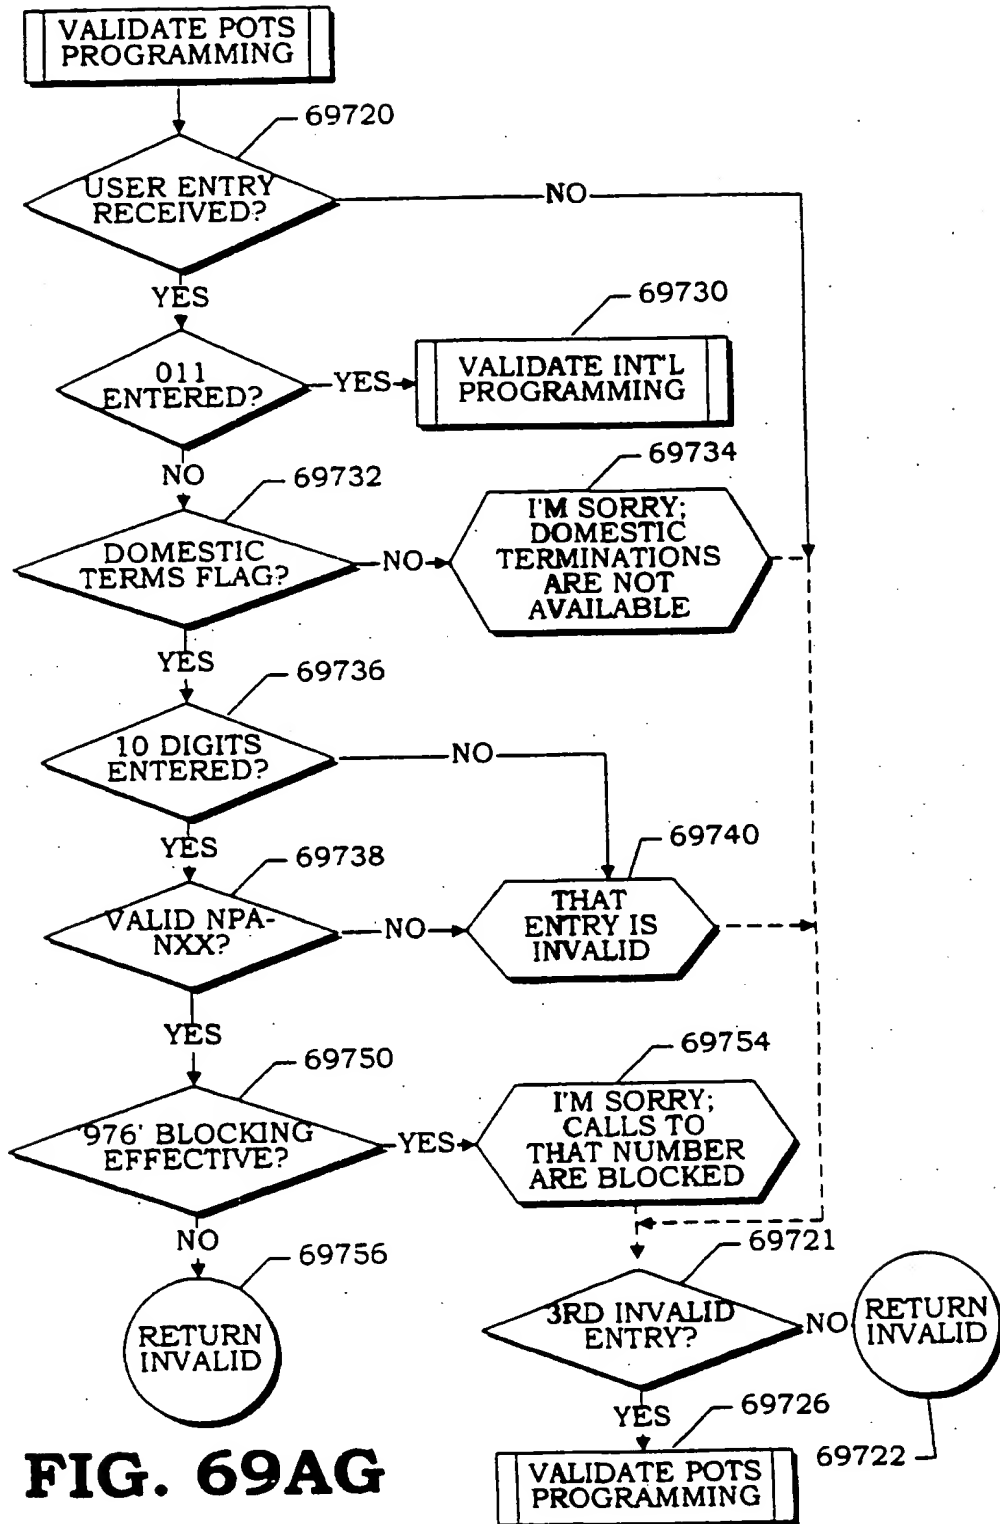 VALIDATE POTS
PROGRAMMING
69720
USER ENTRY
RECEIVED?
NO
YES
69730
011
ENTERED?
YES
VALIDATE INT'L
PROGRAMMING
NO
69732
69734
DOMESTIC
TERMS FLAG?
NO
I'M SORRY;
DOMESTIC
TERMINATIONS
ARE NOT
AVAILABLE
YES
69736
10 DIGITS
ENTERED?
NO
YES
69738
69740
VALID NPA-
NXX?
NO
THAT
ENTRY IS
INVALID
YES
69750
69754
'976' BLOCKING
EFFECTIVE?
YES
I'M SORRY;
CALLS TO
THAT NUMBER
ARE BLOCKED
NO
69756
69721
RETURN
INVALID
3RD INVALID
ENTRY?
NO
RETURN
INVALID
YES
69726
69722
VALIDATE POTS
PROGRAMMING
FIG. 69AG